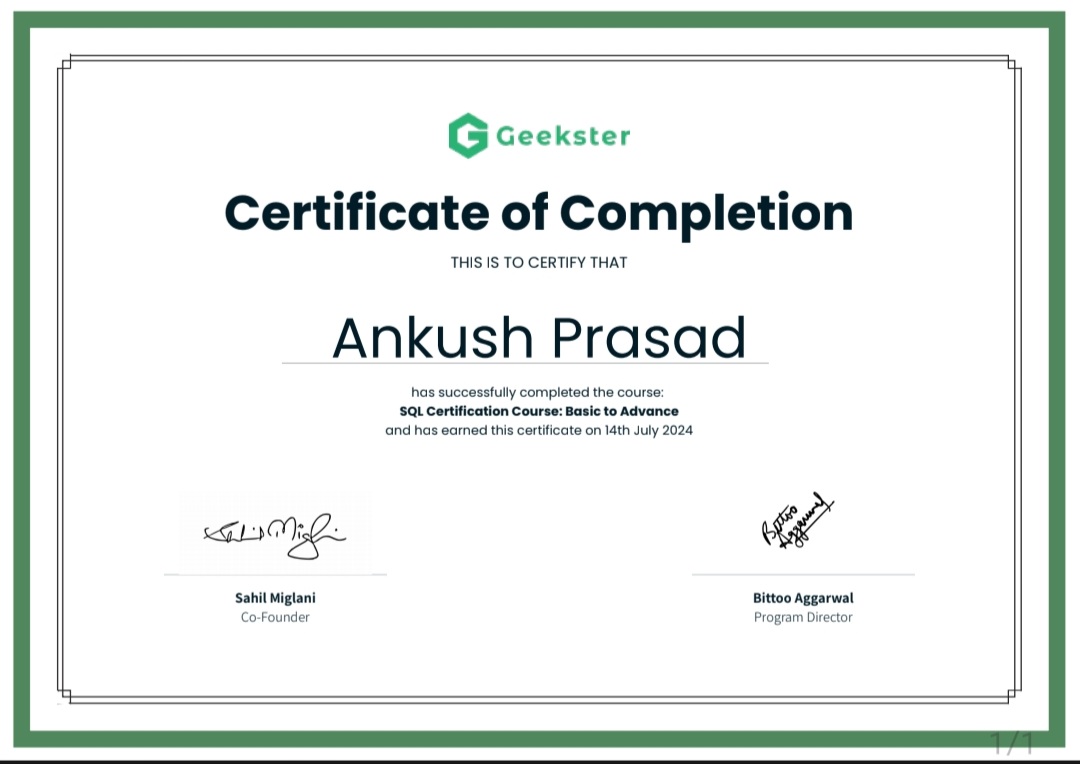 Geekster
Certificate of Completion
THIS IS TO CERTIFY THAT
Ankush Prasad
has successfully completed the course:
SQL Certification Course: Basic to Advance
and has earned this certificate on 14th July 2024
Sahil Miglani
Bittoo
Aggarwal
Sahil Miglani
Co-Founder
Bittoo Aggarwal
Program Director
1/1